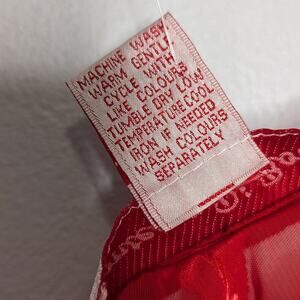 MACHINE WASH
WARM GENTLE
CYCLE WITH
LIKE COLOURS
TUMBLE DRY LOW
TEMPERATURE COOL
IRON IF NEEDED
WASH COLOURS
SEPARATELY